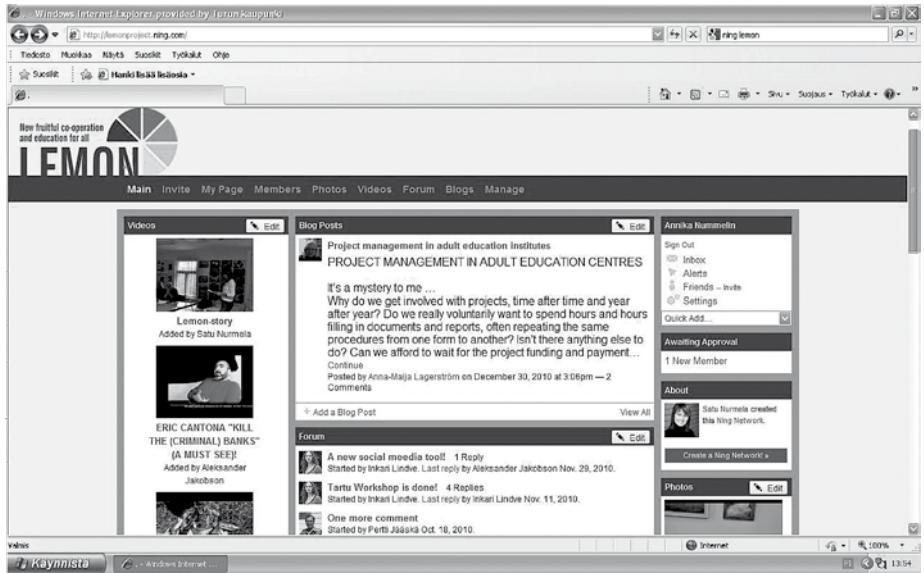 . - Windows Internet Explorer provided by Turun kaupunki
http://lemonproject.ning.com/
ning lemon
Tiedosto Muokkaa Näytä Suosikit Työkalut Ohje
Suosikit Hanki lisää lisäosia
Sivu Suojaus Työkalut
New fruitful co-operation
and education for all
LEMON
Main Invite My Page Members Photos Videos Forum Blogs Manage
Videos Edit
Lemon-story
Added by Satu Nurmela
ERIC CANTONA "KILL
THE (CRIMINAL) BANKS"
(A MUST SEE)!
Added by Aleksander
Jakobson
Blog Posts Edit
Project management in adult education institutes
PROJECT MANAGEMENT IN ADULT EDUCATION CENTRES
It's a mystery to me ...
Why do we get involved with projects, time after time and year
after year? Do we really voluntarily want to spend hours and hours
filling in documents and reports, often repeating the same
procedures from one form to another? Isn't there anything else to
do? Can we afford to wait for the project funding and payment…
Continue
Posted by Anna-Maija Lagerström on December 30, 2010 at 3:06pm — 2
Comments
+ Add a Blog Post View All
Forum Edit
A new social meedia tool! 1 Reply
Started by Inkari Lindve. Last reply by Aleksander Jakobson Nov. 29, 2010.
Tartu Workshop is done! 4 Replies
Started by Inkari Lindve. Last reply by Inkari Lindve Nov. 11, 2010.
One more comment
Started by Pertti Jääskä Oct. 18, 2010.
Annika Nummelin
Sign Out
Inbox
Alerts
Friends – Invite
Settings
Quick Add...
Awaiting Approval
1 New Member
About
Satu Nurmela created
this Ning Network.
Create a Ning Network! »
Photos Edit
Valmis Internet 100%
Käynnistä . - Windows Internet ... 13:54